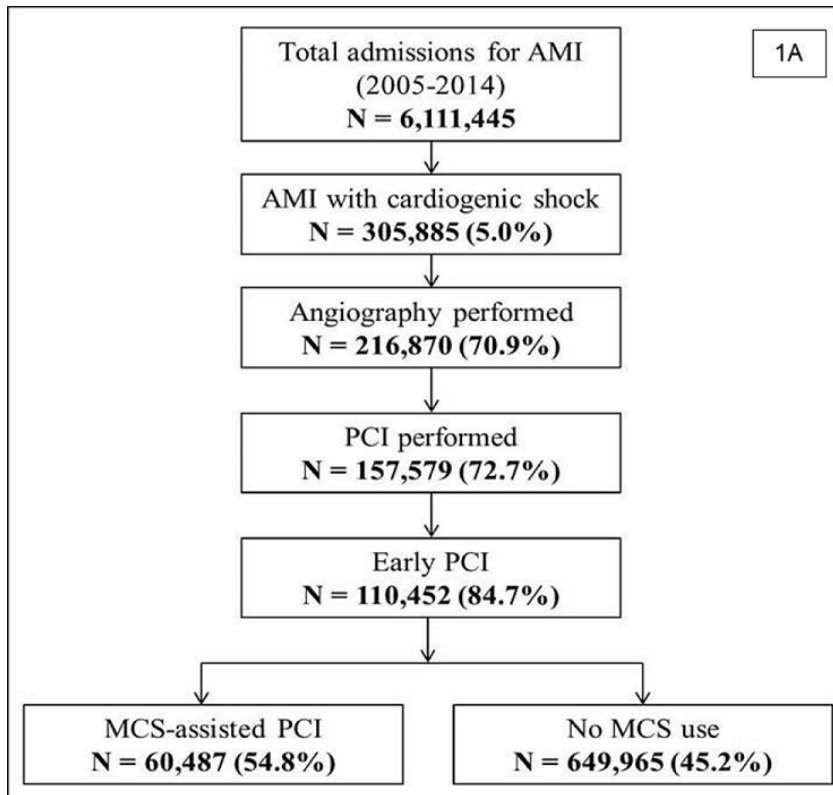 1A
Total admissions for AMI
(2005-2014)
N = 6,111,445
AMI with cardiogenic shock
N = 305,885 (5.0%)
Angiography performed
N = 216,870 (70.9%)
PCI performed
N = 157,579 (72.7%)
Early PCI
N = 110,452 (84.7%)
MCS-assisted PCI
N = 60,487 (54.8%)
No MCS use
N = 649,965 (45.2%)